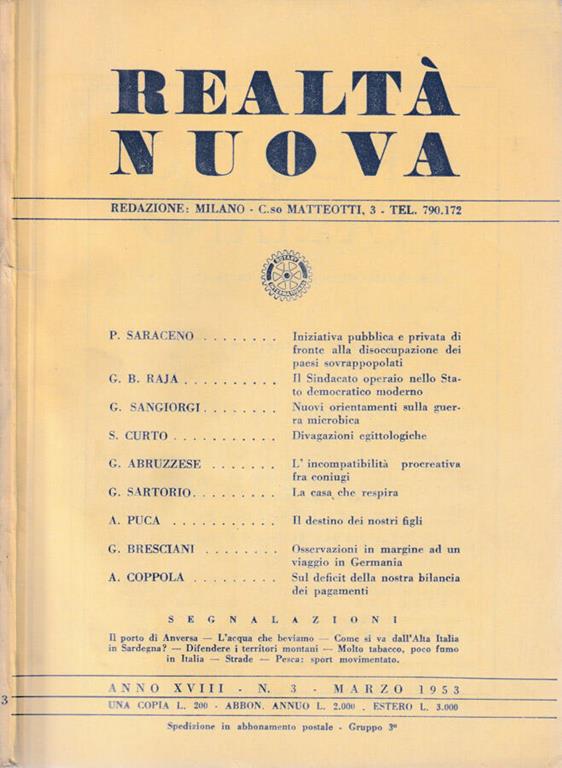 REALTÀ
NUOVA
REDAZIONE: MILANO - C.so MATTEOTTI, 3 - TEL. 790.172
ROTARY
INTERNATIONAL
P. SARACENO . . . . . . . . Iniziativa pubblica e privata di
fronte alla disoccupazione dei
paesi sovrappopolati
G. B. RAJA . . . . . . . . . . Il Sindacato operaio nello Sta-
to democratico moderno
G. SANGIORGI . . . . . . . . Nuovi orientamenti sulla guer-
ra microbica
S. CURTO . . . . . . . . . . . Divagazioni egittologiche
G. ABRUZZESE . . . . . . . L' incompatibilità procreativa
fra coniugi
G. SARTORIO . . . . . . . . . La casa che respira
A. PUCA . . . . . . . . . . . Il destino dei nostri figli
G. BRESCIANI . . . . . . . . Osservazioni in margine ad un
viaggio in Germania
A. COPPOLA . . . . . . . . . Sul deficit della nostra bilancia
dei pagamenti
SEGNALAZIONI
Il porto di Anversa — L'acqua che beviamo — Come si va dall'Alta Italia
in Sardegna? — Difendere i territori montani — Molto tabacco, poco fumo
in Italia — Strade — Pesca: sport movimentato.
ANNO XVIII - N. 3 - MARZO 1953
3
UNA COPIA L. 200 - ABBON. ANNUO L. 2.000 . ESTERO L. 3.000
Spedizione in abbonamento postale - Gruppo 3º